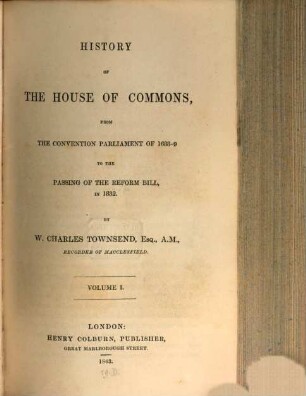 HISTORY
OF
THE HOUSE OF COMMONS,
FROM
THE CONVENTION PARLIAMENT OF 1688-9
TO THE
PASSING OF THE REFORM BILL,
IN 1832.
BY
W. CHARLES TOWNSEND, Esq., A.M.,
RECORDER OF MACCLESFIELD.
VOLUME I.
LONDON:
HENRY COLBURN, PUBLISHER,
GREAT MARLBOROUGH STREET.
1843.